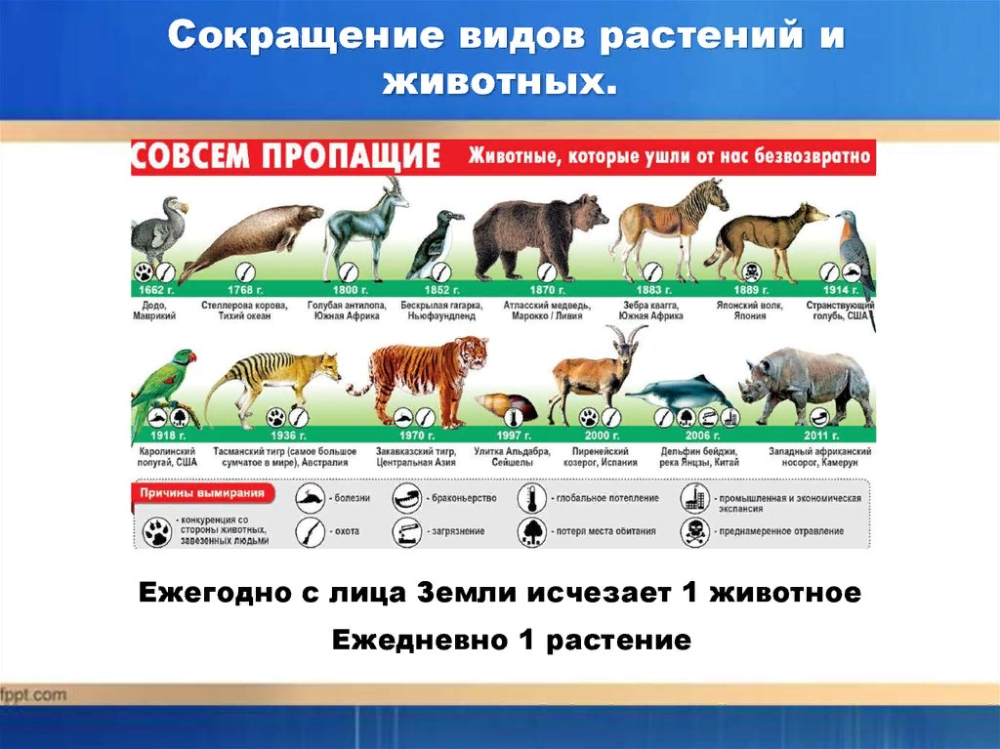 Сокращение видов растений и
животных.
СОВСЕМ ПРОПАЩИЕ Животные, которые ушли от нас безвозвратно
1662 г. 1768 г. 1800 г. 1852 г. 1870 г. 1883 г. 1889 г. 1914 г.
Додо, Стеллерова корова, Голубая антилопа, Бескрылая гагарка, Атласский медведь, Зебра квагга, Японский волк, Странствующий
Маврикий Тихий океан Южная Африка Ньюфаундленд Марокко / Ливия Южная Африка Япония голубь, США
1918 г. 1936 г. 1970 г. 1997 г. 2000 г. 2006 г. 2011 г.
Каролинский Тасманский тигр (самое большое Закавказский тигр, Улитка Альдабра, Пиренейский Дельфин бейджи, Западный африканский
попугай, США сумчатое в мире), Австралия Центральная Азия Сейшелы козерог, Испания река Янцзы, Китай носорог, Камерун
Причины вымирания
- болезни - браконьерство - глобальное потепление - промышленная и экономическая
экспансия
- конкуренция со
стороны животных,
завезенных людьми
- охота - загрязнение - потеря места обитания - преднамеренное отравление
Ежегодно с лица Земли исчезает 1 животное
Ежедневно 1 растение
fppt.com